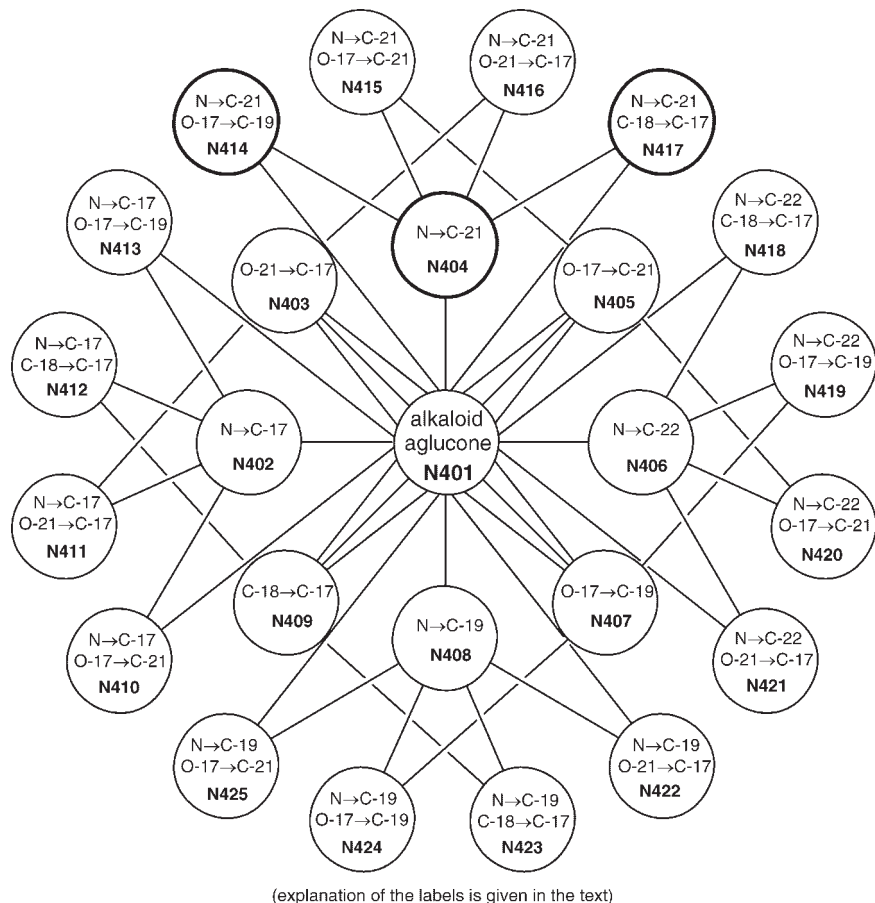 N→C-21
O-17→C-21
N415
N→C-21
O-21→C-17
N416
N→C-21
O-17→C-19
N414
N→C-21
C-18→C-17
N417
N→C-17
O-17→C-19
N413
N→C-22
C-18→C-17
N418
N→C-21
N404
O-21→C-17
N403
O-17→C-21
N405
N→C-17
C-18→C-17
N412
N→C-22
O-17→C-19
N419
N→C-17
N402
alkaloid
aglucone
N401
N→C-22
N406
N→C-17
O-21→C-17
N411
N→C-22
O-17→C-21
N420
C-18→C-17
N409
O-17→C-19
N407
N→C-19
N408
N→C-17
O-17→C-21
N410
N→C-22
O-21→C-17
N421
N→C-19
O-17→C-21
N425
N→C-19
O-21→C-17
N422
N→C-19
O-17→C-19
N424
N→C-19
C-18→C-17
N423
(explanation of the labels is given in the text)